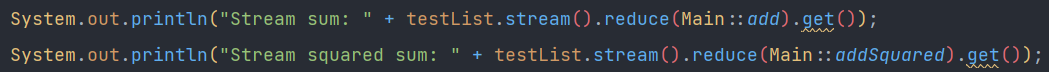 System.out.println("Stream sum: " + testList.stream().reduce(Main::add).get());
System.out.println("Stream squared sum: " + testList.stream().reduce(Main::addSquared).get());